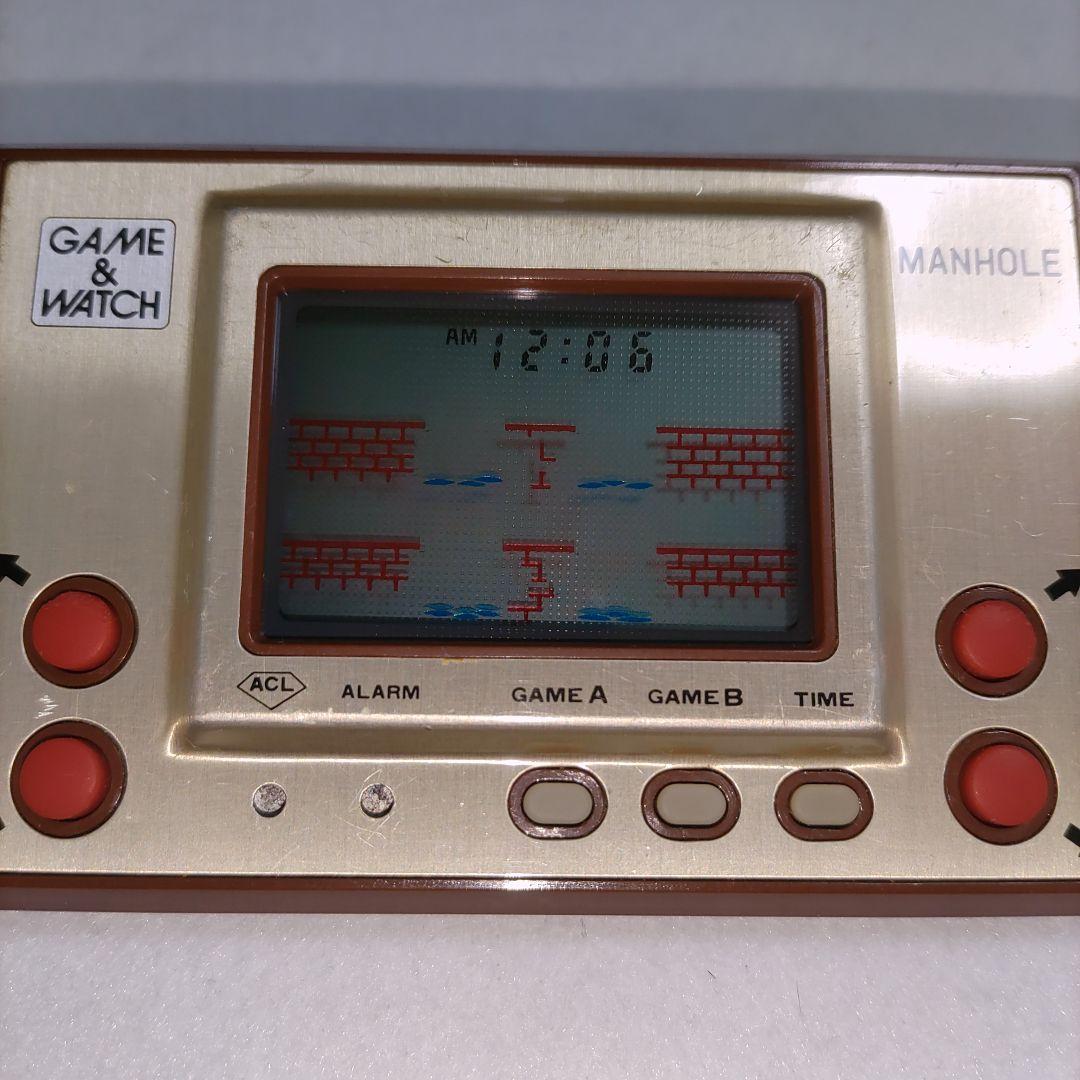 GAME
&
WATCH
MANHOLE
AM 12:06
ACL ALARM GAME A GAME B TIME